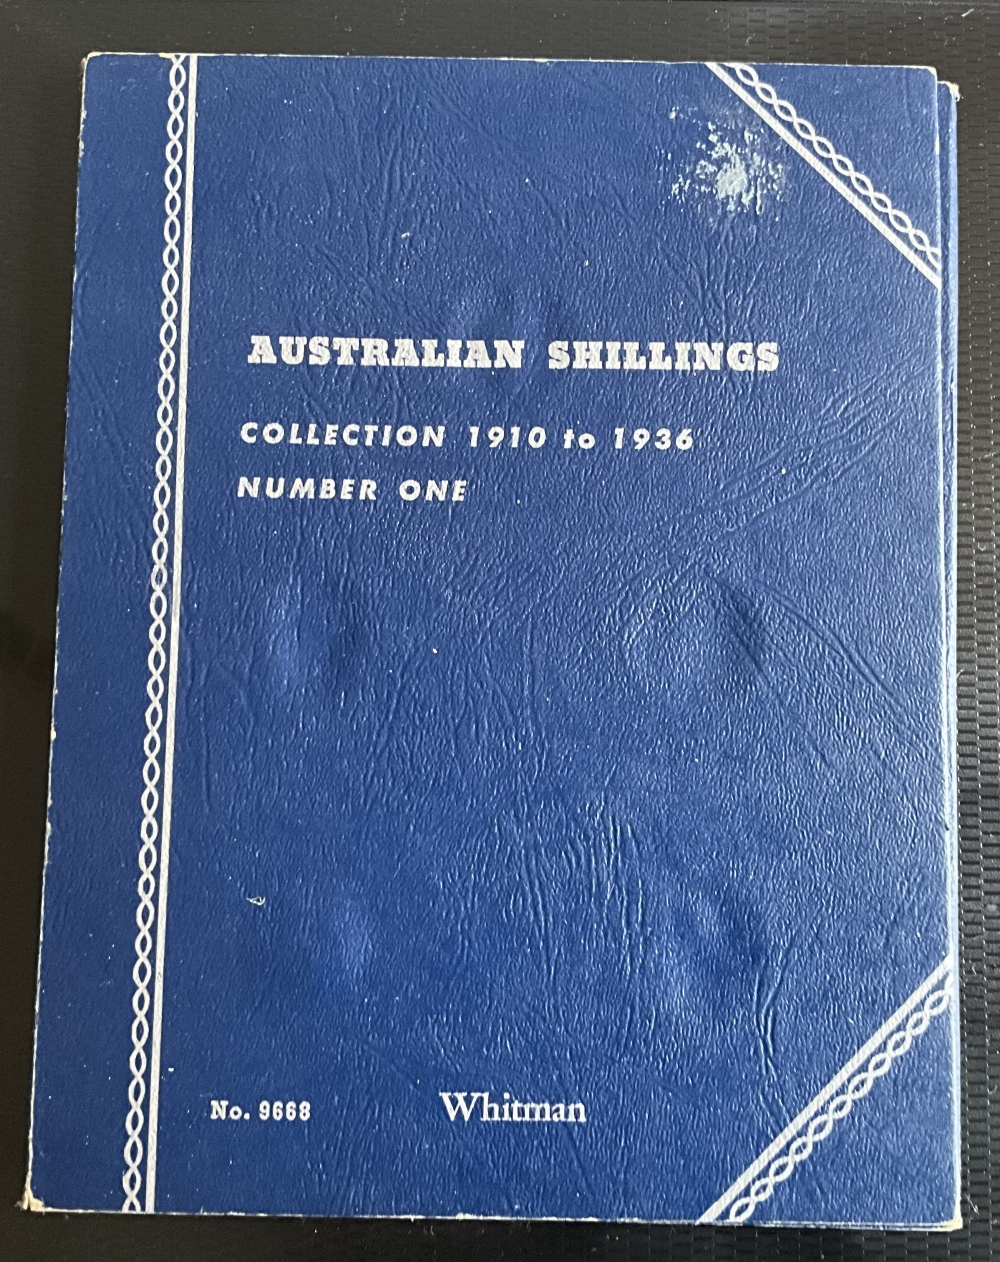 AUSTRALIAN SHILLINGS
COLLECTION 1910 to 1936
NUMBER ONE
No. 9668 Whitman